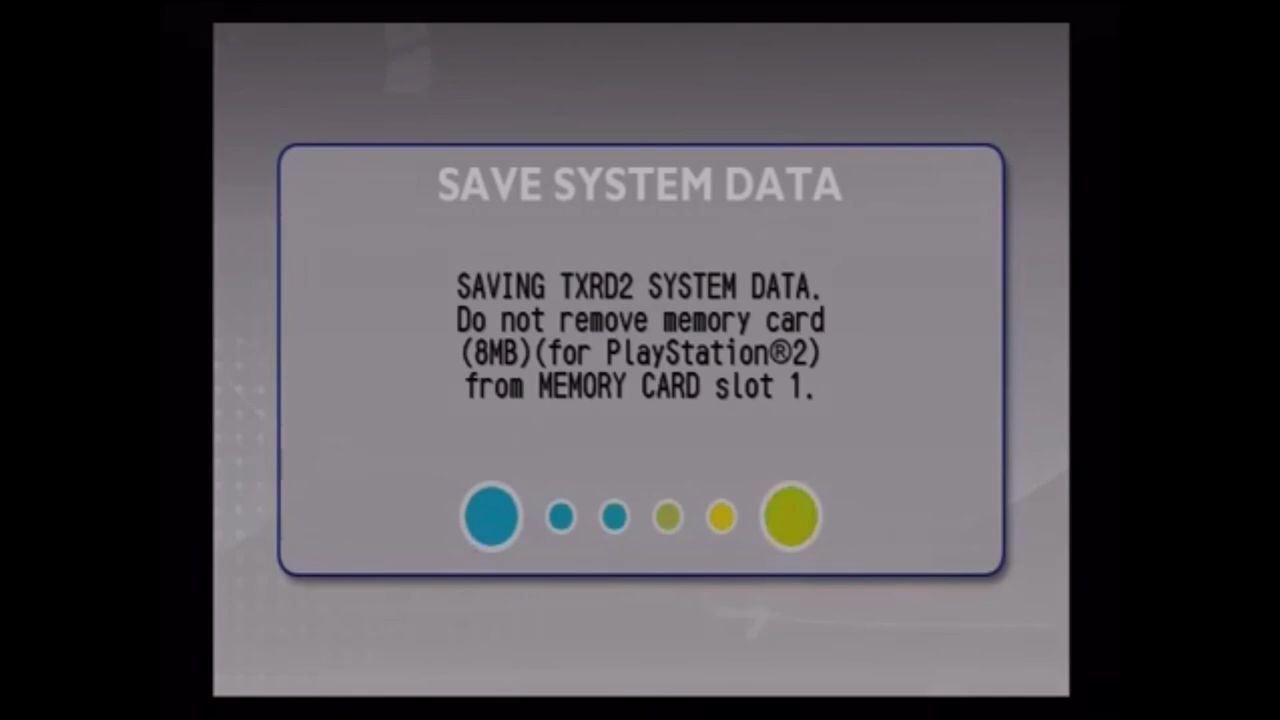 SAVE SYSTEM DATA
SAVING TXRD2 SYSTEM DATA.
Do not remove memory card
(8MB)(for PlayStation®2)
from MEMORY CARD slot 1.